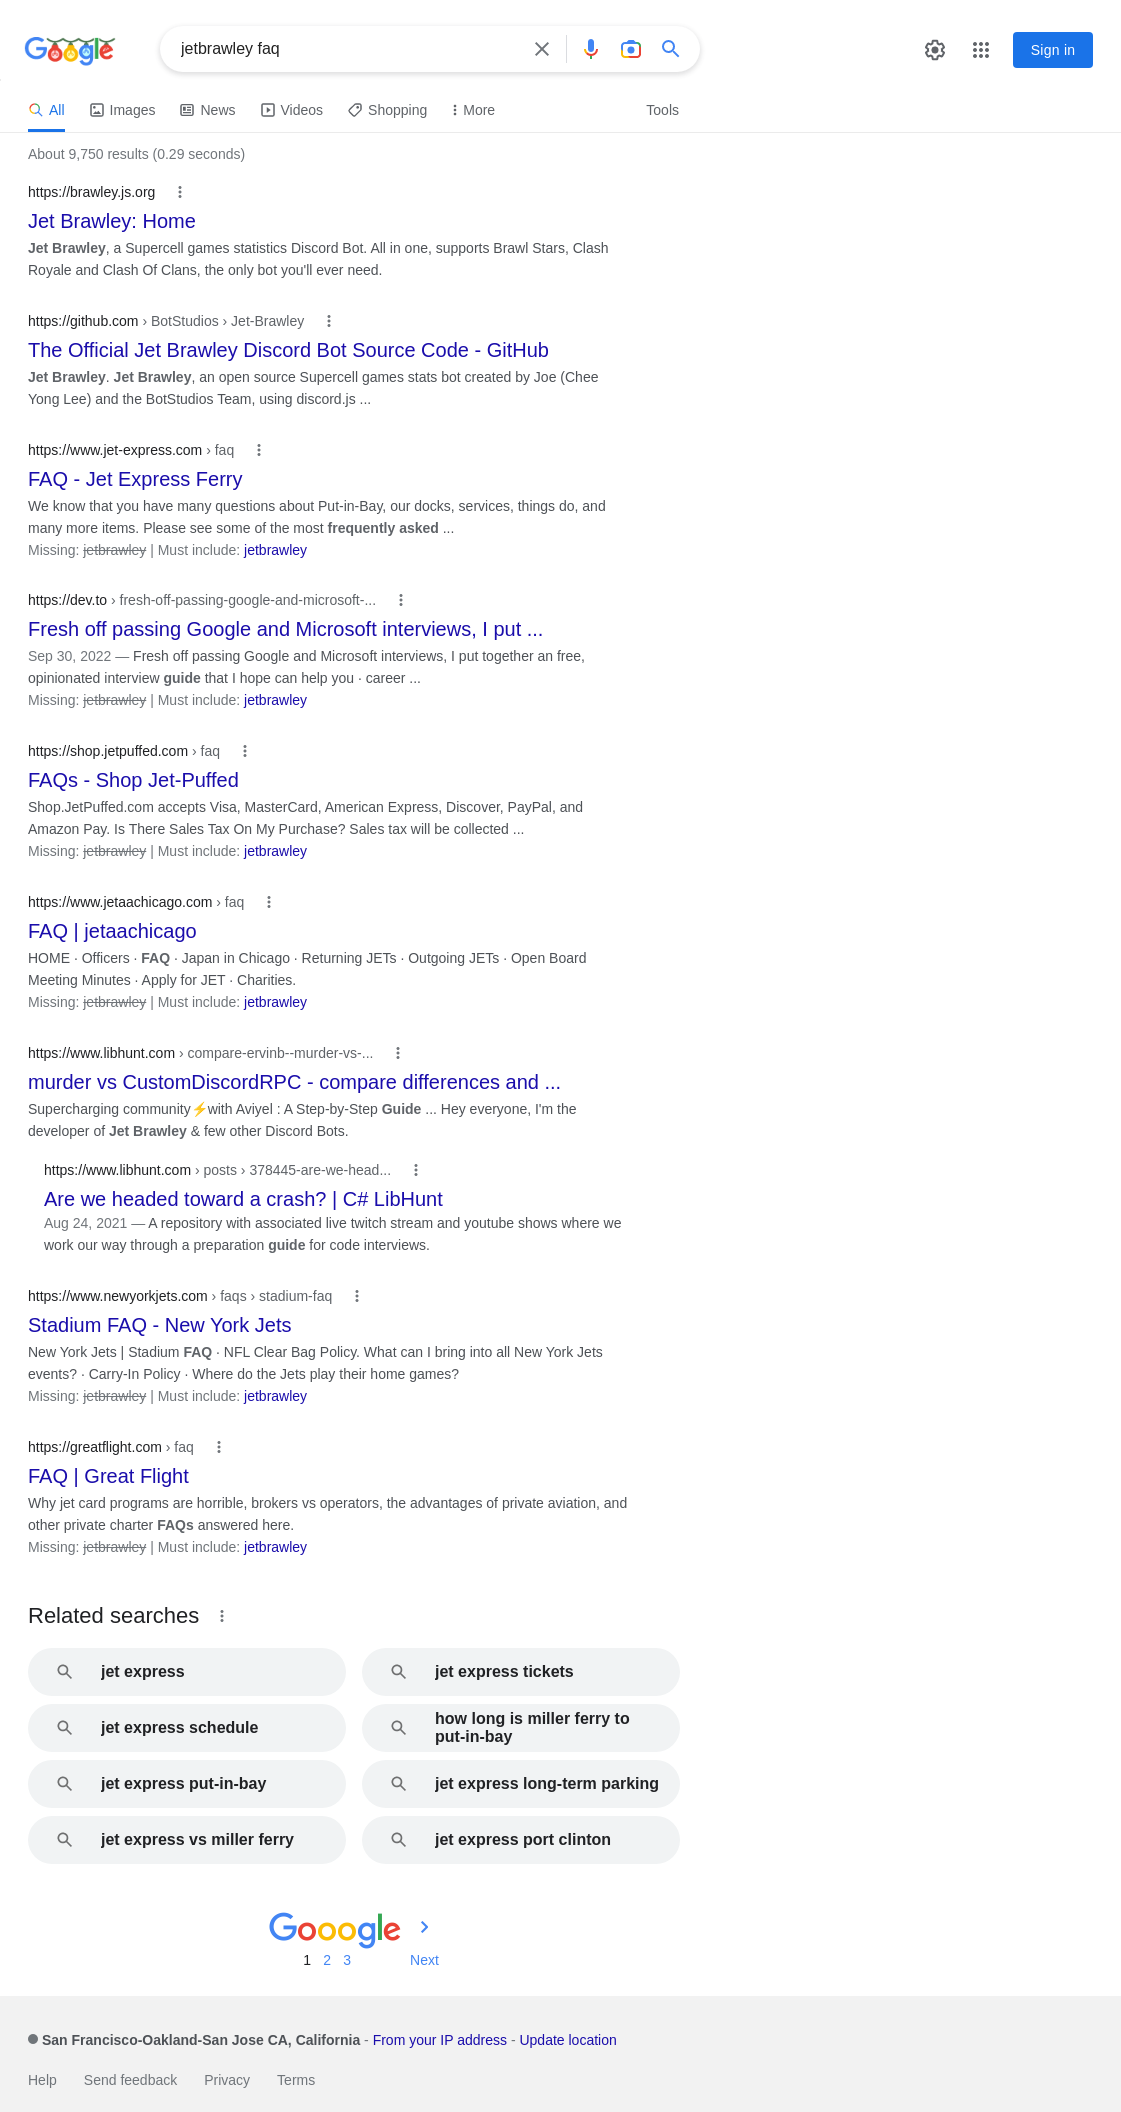 Google
jetbrawley faq
Sign in
All
Images
News
Videos
Shopping
More
Tools
About 9,750 results (0.29 seconds)
https://brawley.js.org
Jet Brawley: Home
Jet Brawley, a Supercell games statistics Discord Bot. All in one, supports Brawl Stars, Clash
Royale and Clash Of Clans, the only bot you'll ever need.
https://github.com › BotStudios › Jet-Brawley
The Official Jet Brawley Discord Bot Source Code - GitHub
Jet Brawley. Jet Brawley, an open source Supercell games stats bot created by Joe (Chee
Yong Lee) and the BotStudios Team, using discord.js ...
https://www.jet-express.com › faq
FAQ - Jet Express Ferry
We know that you have many questions about Put-in-Bay, our docks, services, things do, and
many more items. Please see some of the most frequently asked ...
Missing: jetbrawley | Must include: jetbrawley
https://dev.to › fresh-off-passing-google-and-microsoft-...
Fresh off passing Google and Microsoft interviews, I put ...
Sep 30, 2022 — Fresh off passing Google and Microsoft interviews, I put together an free,
opinionated interview guide that I hope can help you · career ...
Missing: jetbrawley | Must include: jetbrawley
https://shop.jetpuffed.com › faq
FAQs - Shop Jet-Puffed
Shop.JetPuffed.com accepts Visa, MasterCard, American Express, Discover, PayPal, and
Amazon Pay. Is There Sales Tax On My Purchase? Sales tax will be collected ...
Missing: jetbrawley | Must include: jetbrawley
https://www.jetaachicago.com › faq
FAQ | jetaachicago
HOME · Officers · FAQ · Japan in Chicago · Returning JETs · Outgoing JETs · Open Board
Meeting Minutes · Apply for JET · Charities.
Missing: jetbrawley | Must include: jetbrawley
https://www.libhunt.com › compare-ervinb--murder-vs-...
murder vs CustomDiscordRPC - compare differences and ...
Supercharging community⚡with Aviyel : A Step-by-Step Guide ... Hey everyone, I'm the
developer of Jet Brawley & few other Discord Bots.
https://www.libhunt.com › posts › 378445-are-we-head...
Are we headed toward a crash? | C# LibHunt
Aug 24, 2021 — A repository with associated live twitch stream and youtube shows where we
work our way through a preparation guide for code interviews.
https://www.newyorkjets.com › faqs › stadium-faq
Stadium FAQ - New York Jets
New York Jets | Stadium FAQ · NFL Clear Bag Policy. What can I bring into all New York Jets
events? · Carry-In Policy · Where do the Jets play their home games?
Missing: jetbrawley | Must include: jetbrawley
https://greatflight.com › faq
FAQ | Great Flight
Why jet card programs are horrible, brokers vs operators, the advantages of private aviation, and
other private charter FAQs answered here.
Missing: jetbrawley | Must include: jetbrawley
Related searches
jet express
jet express tickets
jet express schedule
how long is miller ferry to
put-in-bay
jet express put-in-bay
jet express long-term parking
jet express vs miller ferry
jet express port clinton
Gooogle
1 2 3 Next
San Francisco-Oakland-San Jose CA, California - From your IP address - Update location
Help Send feedback Privacy Terms